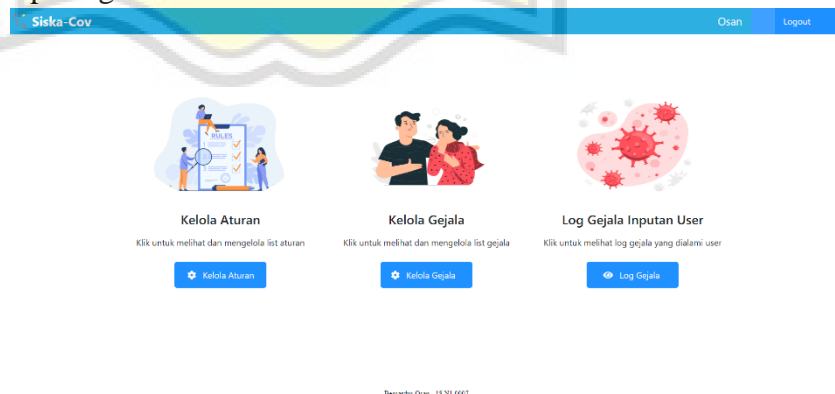 Siska-Cov
Osan
Logout
RULES
Kelola Aturan
Kelola Gejala
Log Gejala Inputan User
Klik untuk melihat dan mengelola list aturan
Klik untuk melihat dan mengelola list gejala
Klik untuk melihat log gejala yang dialami user
Kelola Aturan
Kelola Gejala
Log Gejala